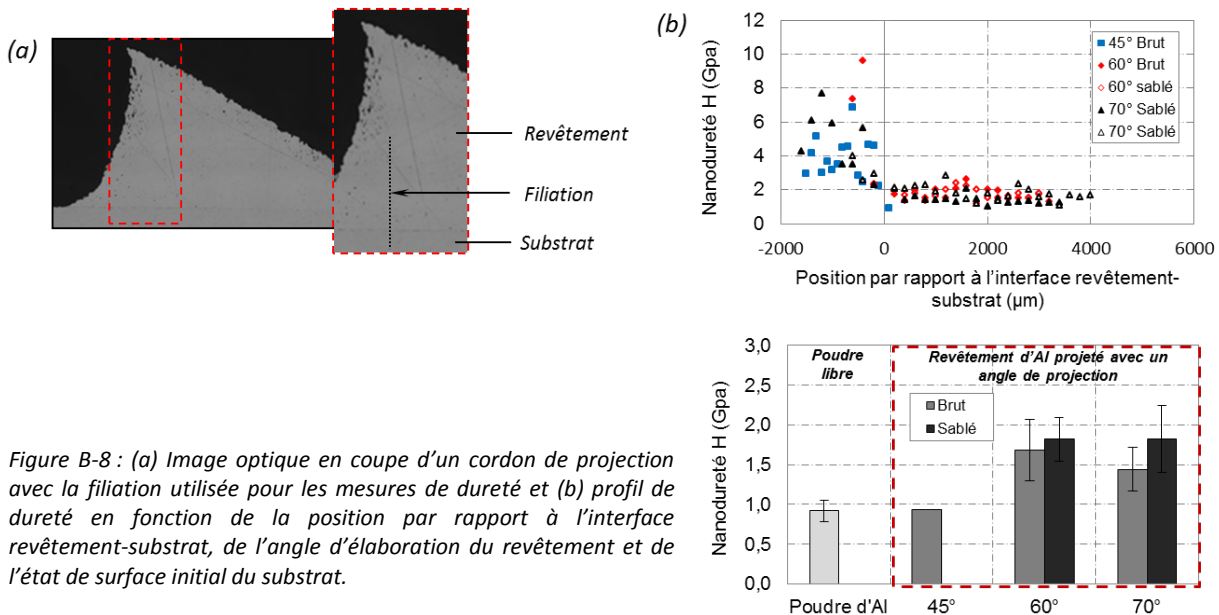 (a)
Revêtement
Filiation
Substrat
(b)
Nanodureté H (Gpa)
12
10
8
6
4
2
0
-2000
0
2000
4000
6000
45° Brut
60° Brut
60° sablé
70° Sablé
70° Sablé
Position par rapport à l'interface revêtement-
substrat (µm)
Nanodureté H (Gpa)
3,0
2,5
2,0
1,5
1,0
0,5
0,0
Poudre
libre
Revêtement d'Al projeté avec un
angle de projection
Brut
Sablé
Poudre d'Al
45°
60°
70°
Figure B-8 : (a) Image optique en coupe d'un cordon de projection
avec la filiation utilisée pour les mesures de dureté et (b) profil de
dureté en fonction de la position par rapport à l'interface
revêtement-substrat, de l'angle d'élaboration du revêtement et de
l'état de surface initial du substrat.